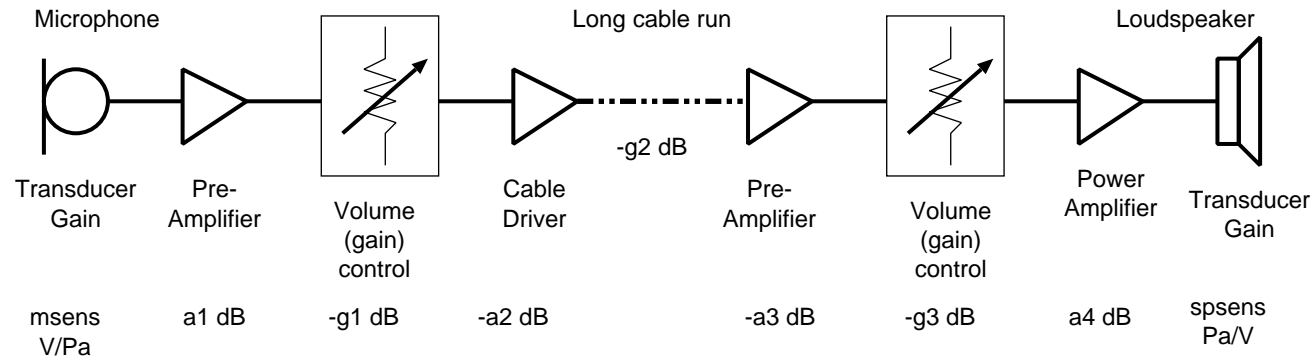 Microphone
Long cable run
Loudspeaker
-g2 dB
Transducer
Gain
Pre-
Amplifier
Volume
(gain)
control
Cable
Driver
Pre-
Amplifier
Volume
(gain)
control
Power
Amplifier
Transducer
Gain
msens
V/Pa
a1 dB
-g1 dB
-a2 dB
-a3 dB
-g3 dB
a4 dB
spsens
Pa/V